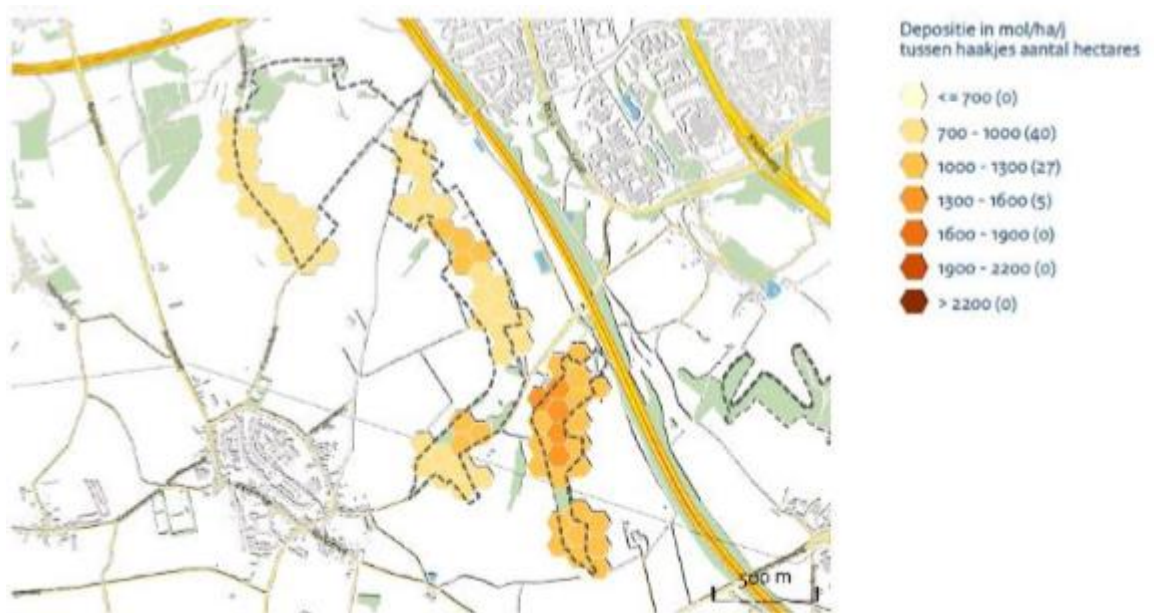 Depositie in mol/ha/j
tussen haakjes aantal hectares
<= 700 (0)
700 - 1000 (40)
1000 - 1300 (27)
1300 - 1600 (5)
1600 - 1900 (0)
1900 - 2200 (0)
> 2200 (0)
500 m